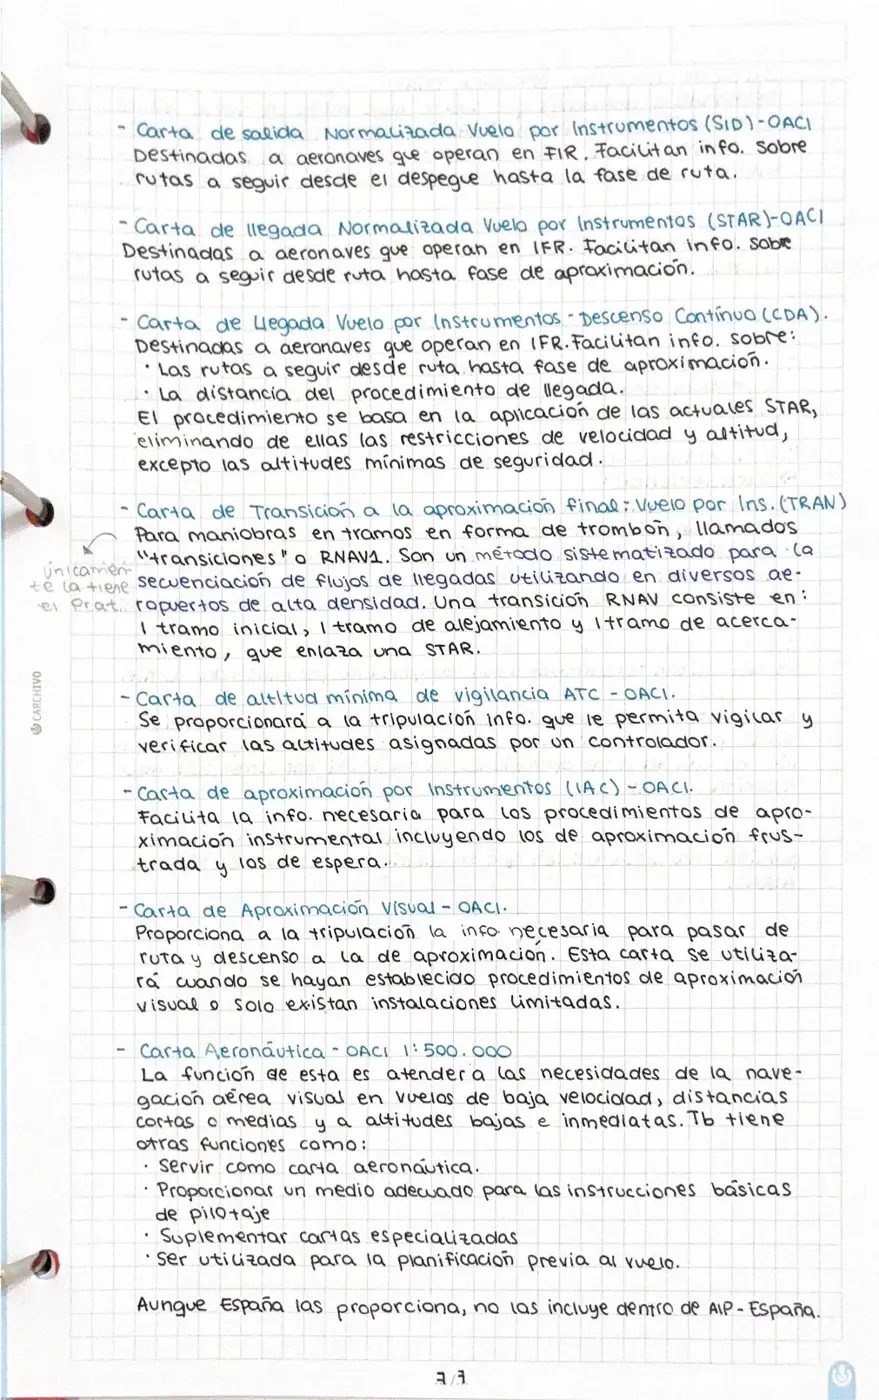 - Carta de salida Normalizada Vuelo por Instrumentos (SID)-OACI
Destinadas a aeronaves que operan en FIR. Facilitan info. sobre
rutas a seguir desde el despegue hasta la fase de ruta.
- Carta de llegada Normalizada Vuelo por Instrumentos (STAR)-OACI
Destinadas a aeronaves que operan en IFR. Facilitan info. sobre
rutas a seguir desde ruta hasta fase de aproximación.
- Carta de Llegada Vuelo por Instrumentos - Descenso Contínuo (CDA).
Destinadas a aeronaves que operan en IFR. Facilitan info. sobre:
· Las rutas a seguir desde ruta hasta fase de aproximación.
· La distancia del procedimiento de llegada.
El procedimiento se basa en la aplicación de las actuales STAR,
eliminando de ellas las restricciones de velocidad y altitud,
excepto las altitudes mínimas de seguridad.
- Carta de Transición a la aproximación final: Vuelo por Ins. (TRAN)
Para maniobras en tramos en forma de trombón, llamados
"transiciones" o RNAV1. Son un método sistematizado para la
secuenciación de flujos de llegadas utilizando en diversos ae-
ropuertos de alta densidad. Una transición RNAV consiste en:
1 tramo inicial, 1 tramo de alejamiento y 1 tramo de acerca-
miento, que enlaza una STAR.
únicamen-
te la tiene
el Prat.
CARCHIVO
- Carta de altitud mínima de vigilancia ATC - OACI.
Se proporcionará a la tripulación info. que le permita vigilar y
verificar las altitudes asignadas por un controlador.
- Carta de aproximación por Instrumentos (IAC) - OACI.
Facilita la info. necesaria para los procedimientos de apro-
ximación instrumental incluyendo los de aproximación frus-
trada y los de espera.
- Carta de Aproximación Visual - OACI.
Proporciona a la tripulación la info necesaria para pasar de
ruta y descenso a la de aproximación. Esta carta se utiliza-
rá cuando se hayan establecido procedimientos de aproximación
visual o solo existan instalaciones limitadas.
- Carta Aeronáutica - OACI 1:500.000
La función de esta es atender a las necesidades de la nave-
gación aérea visual en vuelos de baja velocidad, distancias
cortas o medias y a altitudes bajas e inmediatas. Tb tiene
otras funciones como:
· Servir como carta aeronáutica.
· Proporcionar un medio adecuado para las instrucciones básicas
de pilotaje
· Suplementar cartas especializadas
· Ser utilizada para la planificación previa al vuelo.
Aunque España las proporciona, no las incluye dentro de AIP - España.
7/7